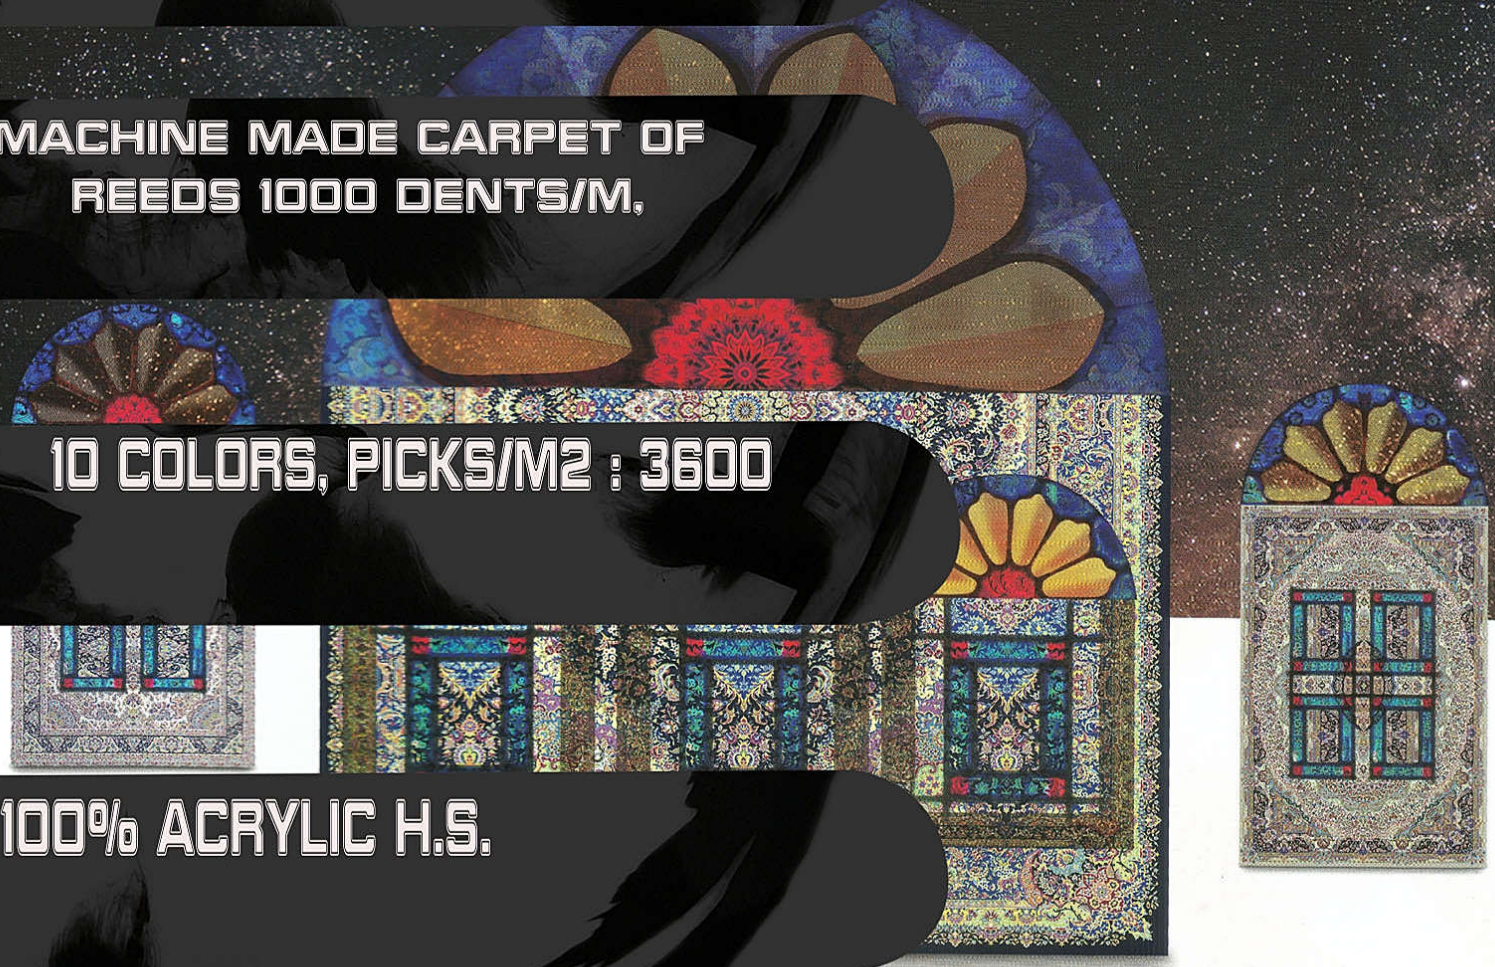 MACHINE MADE CARPET OF
REEDS 1000 DENTS/M,
10 COLORS, PICKS/M2 : 3600
100% ACRYLIC H.S.